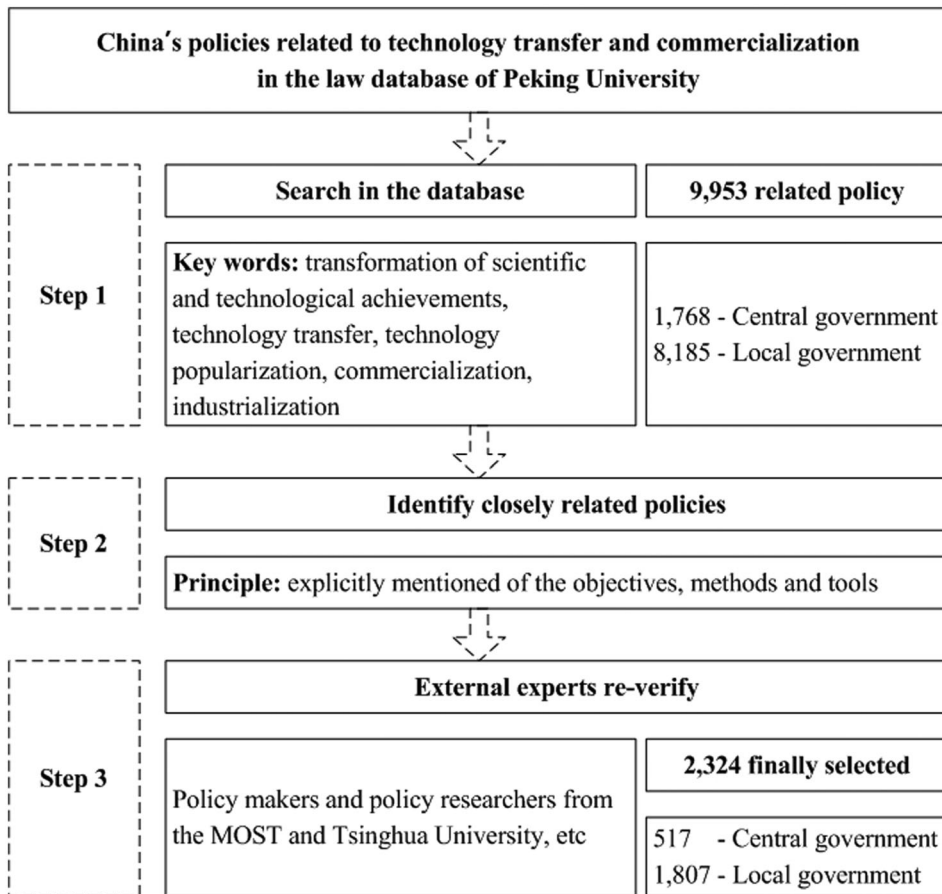 China´s policies related to technology transfer and commercialization
in the law database of Peking University
Step 1
Search in the database
9,953 related policy
Key words: transformation of scientific
and technological achievements,
technology transfer, technology
popularization, commercialization,
industrialization
1,768 - Central government
8,185 - Local government
Step 2
Identify closely related policies
Principle: explicitly mentioned of the objectives, methods and tools
Step 3
External experts re-verify
Policy makers and policy researchers from
the MOST and Tsinghua University, etc
2,324 finally selected
517 - Central government
1,807 - Local government